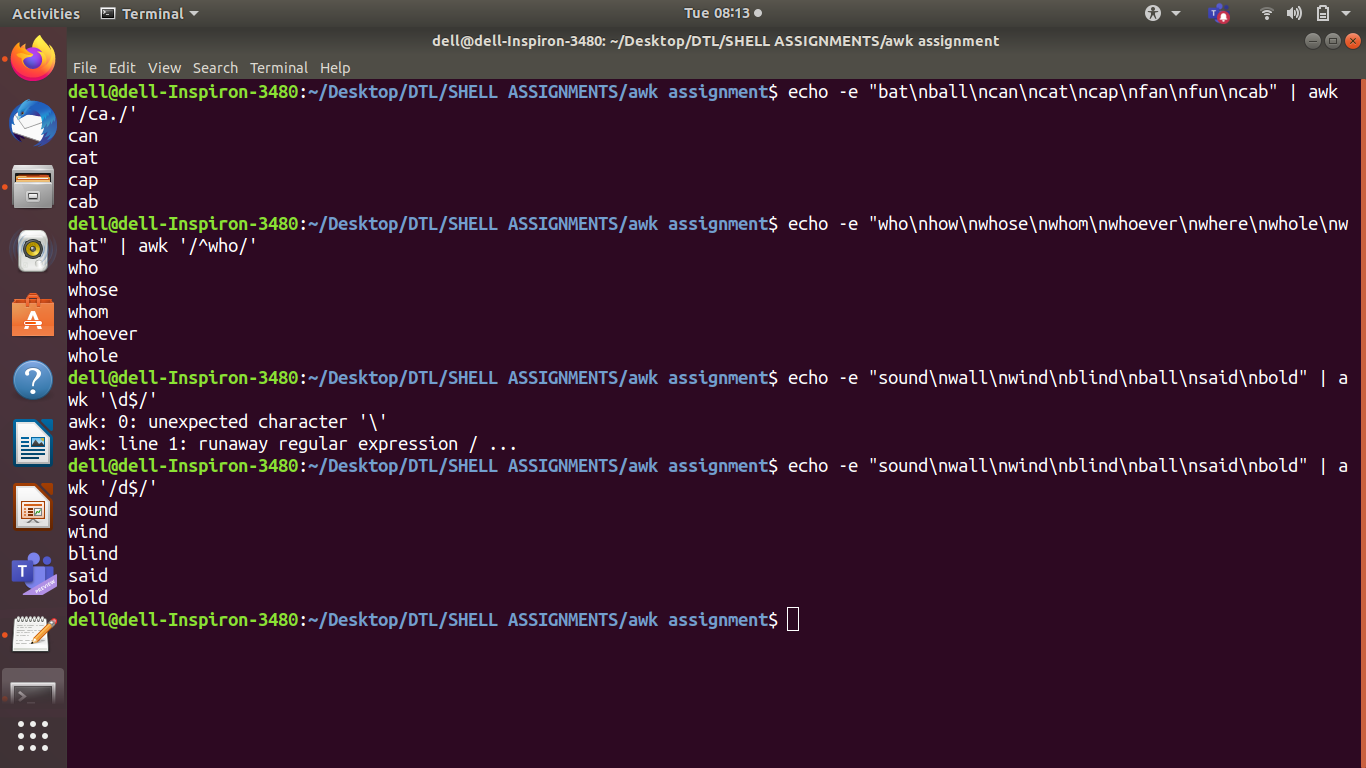 Activities Terminal Tue 08:13
dell@dell-Inspiron-3480: ~/Desktop/DTL/SHELL ASSIGNMENTS/awk assignment
File Edit View Search Terminal Help
dell@dell-Inspiron-3480:~/Desktop/DTL/SHELL ASSIGNMENTS/awk assignment$ echo -e "bat\nball\ncan\ncat\ncap\nfan\nfun\ncab" | awk
'/ca./'
can
cat
cap
cab
dell@dell-Inspiron-3480:~/Desktop/DTL/SHELL ASSIGNMENTS/awk assignment$ echo -e "who\nhow\nwhose\nwhom\nwhoever\nwhere\nwhole\nw
hat" | awk '/^who/'
who
whose
whom
whoever
whole
dell@dell-Inspiron-3480:~/Desktop/DTL/SHELL ASSIGNMENTS/awk assignment$ echo -e "sound\nwall\nwind\nblind\nball\nsaid\nbold" | a
wk '\d$/'
awk: 0: unexpected character '\'
awk: line 1: runaway regular expression / ...
dell@dell-Inspiron-3480:~/Desktop/DTL/SHELL ASSIGNMENTS/awk assignment$ echo -e "sound\nwall\nwind\nblind\nball\nsaid\nbold" | a
wk '/d$/'
sound
wind
blind
said
bold
dell@dell-Inspiron-3480:~/Desktop/DTL/SHELL ASSIGNMENTS/awk assignment$